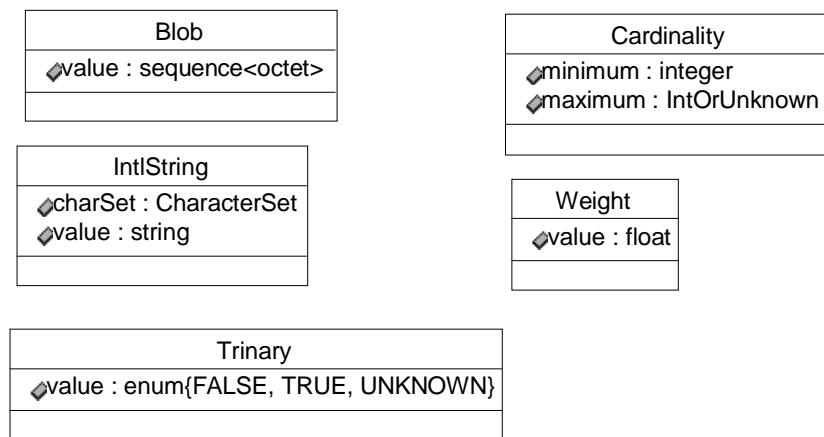 Blob
value : sequence<octet>
Cardinality
minimum : integer
maximum : IntOrUnknown
IntlString
charSet : CharacterSet
value : string
Weight
value : float
Trinary
value : enum{FALSE, TRUE, UNKNOWN}